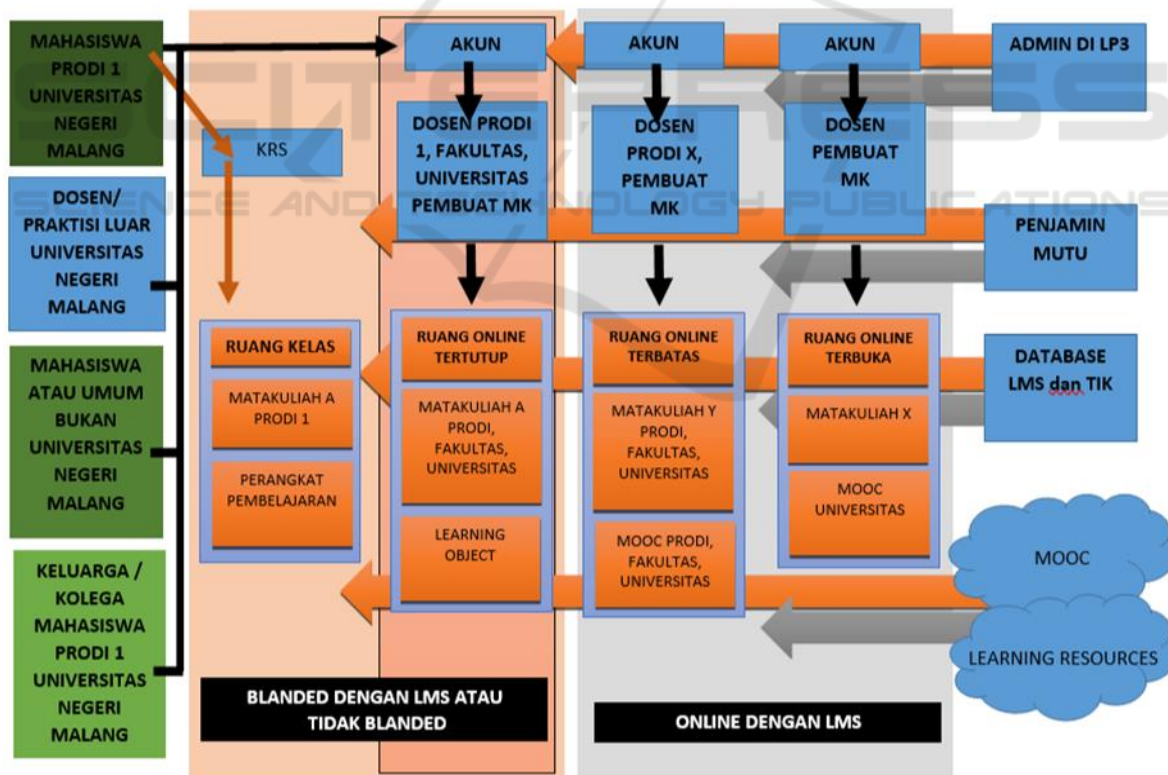 MAHASISWA
PRODI 1
UNIVERSITAS
NEGERI
MALANG
DOSEN/
PRAKTISI LUAR
UNIVERSITAS
NEGERI
MALANG
MAHASISWA
ATAU UMUM
BUKAN
UNIVERSITAS
NEGERI
MALANG
KELUARGA /
KOLEGA
MAHASISWA
PRODI 1
UNIVERSITAS
NEGERI
MALANG
KRS
RUANG KELAS
MATAKULIAH A
PRODI 1
PERANGKAT
PEMBELAJARAN
AKUN
DOSEN PRODI
1, FAKULTAS,
UNIVERSITAS
PEMBUAT MK
RUANG ONLINE
TERTUTUP
MATAKULIAH A
PRODI,
FAKULTAS,
UNIVERSITAS
LEARNING
OBJECT
BLANDED DENGAN LMS ATAU
TIDAK BLANDED
AKUN
DOSEN
PRODI X,
PEMBUAT
MK
RUANG ONLINE
TERBATAS
MATAKULIAH Y
PRODI,
FAKULTAS,
UNIVERSITAS
MOOC PRODI,
FAKULTAS,
UNIVERSITAS
AKUN
DOSEN
PEMBUAT
MK
RUANG ONLINE
TERBUKA
MATAKULIAH X
MOOC
UNIVERSITAS
ONLINE DENGAN LMS
ADMIN DI LP3
PENJAMIN
MUTU
DATABASE
LMS dan TIK
MOOC
LEARNING RESOURCES
SCITEPRESS
SCIENCE AND TECHNOLOGY PUBLICATIONS